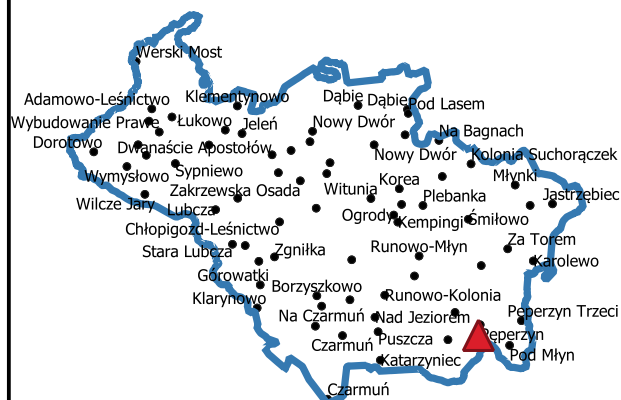 Werski Most
Adamowo-Leśnictwo
Klementynowo
Dąbie
Dąbie
Pod Lasem
Wybudowanie Prawe
Łukowo
Jeleń
Nowy Dwór
Na Bagnach
Dorotowo
Dwanaście Apostołów
Nowy Dwór
Kolonia Suchorączek
Wymysłowo
Sypniewo
Korea
Młynki
Zakrzewska Osada
Witunia
Plebanka
Jastrzębiec
Wilcze Jary
Lubcza
Ogrody
Kempingi
Śmiłowo
Chłopigozd-Leśnictwo
Stara Lubcza
Zgniłka
Runowo-Młyn
Za Torem
Karolewo
Górowatki
Borzyszkowo
Klarynowo
Runowo-Kolonia
Na Czarmuń
Nad Jeziorem
Pęperzyn Trzeci
Pęperzyn
Czarmuń
Puszcza
Pod Młyn
Katarzyniec
Czarmuń